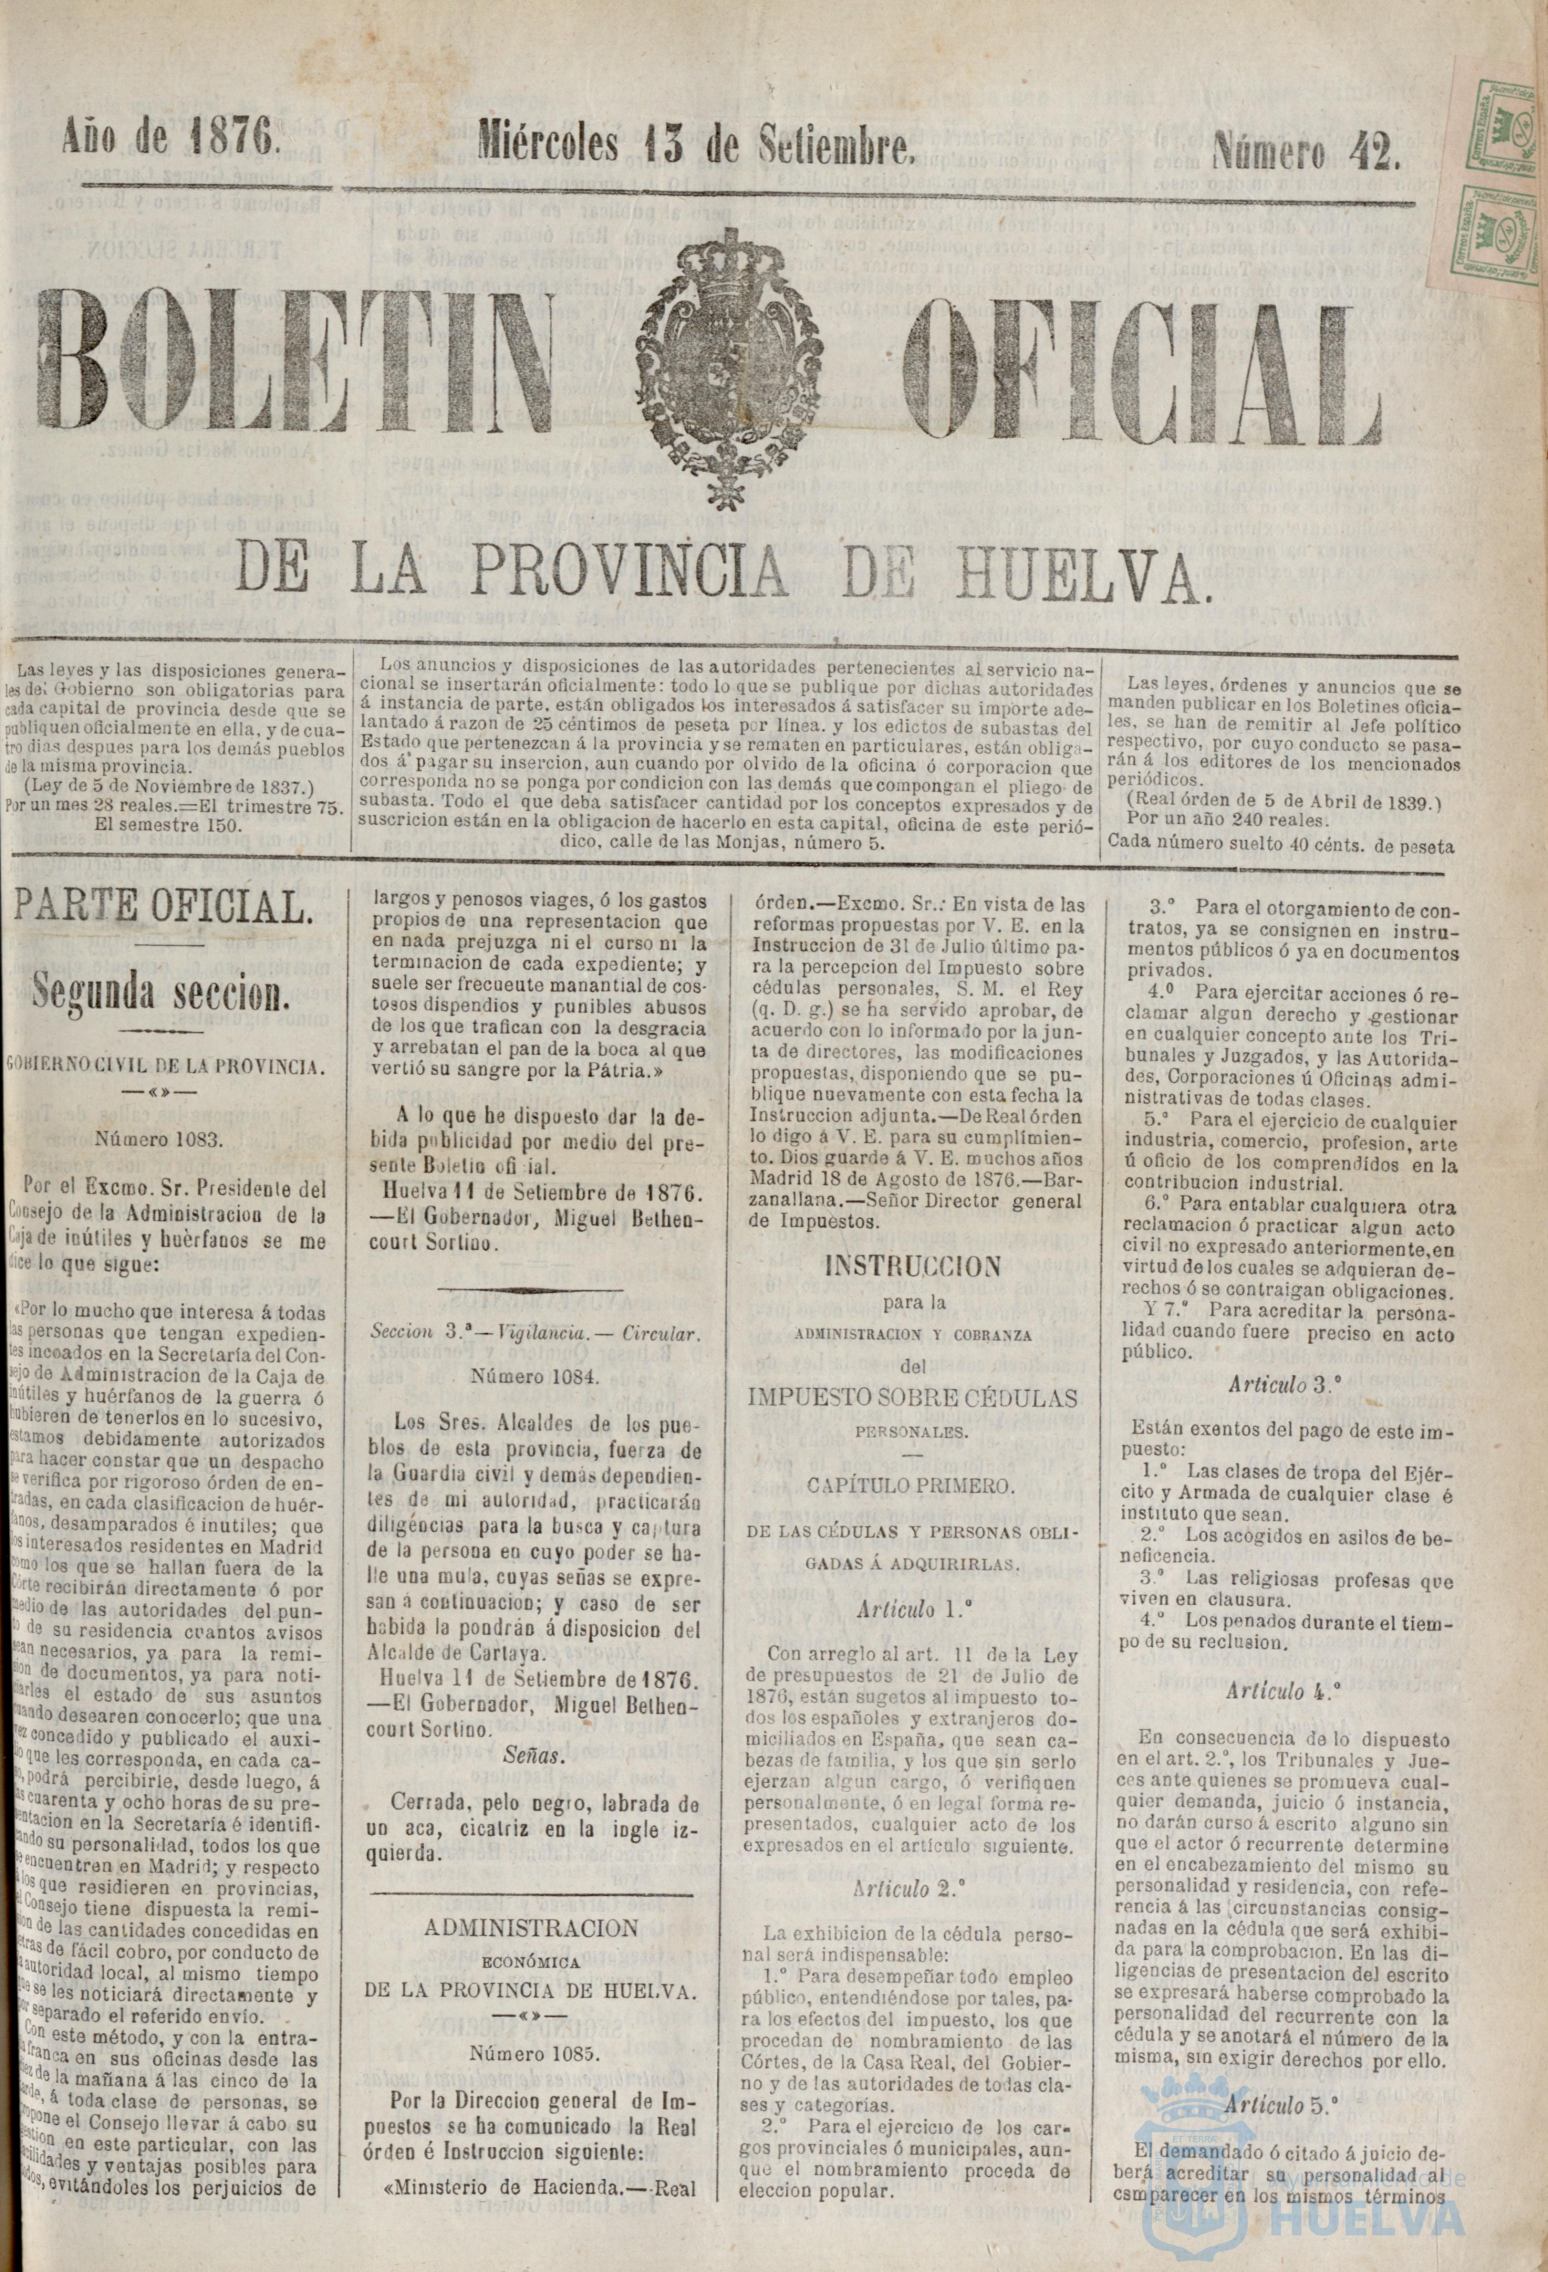 Año de 1876.
Miércoles 13 de Setiembre.
Número 42.
BOLETIN OFICIAL
DE LA PROVINCIA DE HUELVA.
Las leyes y las disposiciones genera-
les del Gobierno son obligatorias para
cada capital de provincia desde que se
publiquen oficialmente en ella, y de cua-
tro dias despues para los demás pueblos
de la misma provincia.
(Ley de 5 de Noviembre de 1837.)
Por un mes 28 reales.=El trimestre 75.
El semestre 150.
Los anuncios y disposiciones de las autoridades pertenecientes al servicio na-
cional se insertarán oficialmente: todo lo que se publique por dichas autoridades
á instancia de parte, están obligados los interesados á satisfacer su importe ade-
lantado á razon de 25 céntimos de peseta por línea. y los edictos de subastas del
Estado que pertenezcan á la provincia y se rematen en particulares, están obliga-
dos á pagar su insercion, aun cuando por olvido de la oficina ó corporacion que
corresponda no se ponga por condicion con las demás que compongan el pliego de
subasta. Todo el que deba satisfacer cantidad por los conceptos expresados y de
suscricion están en la obligacion de hacerlo en esta capital, oficina de este perió-
dico, calle de las Monjas, número 5.
Las leyes, órdenes y anuncios que se
manden publicar en los Boletines oficia-
les, se han de remitir al Jefe político
respectivo, por cuyo conducto se pasa-
rán á los editores de los mencionados
periódicos.
(Real órden de 5 de Abril de 1839.)
Por un año 240 reales.
Cada número suelto 40 cénts. de peseta
PARTE OFICIAL.
Segunda seccion.
GOBIERNO CIVIL DE LA PROVINCIA.
—«»—
Número 1083.
Por el Excmo. Sr. Presidente del
Consejo de la Administracion de la
Caja de inútiles y huèrfanos se me
dice lo que sigue:
«Por lo mucho que interesa á todas
las personas que tengan expedien-
tes incoados en la Secretaría del Con-
sejo de Administracion de la Caja de
inútiles y huérfanos de la guerra ó
hubieren de tenerlos en lo sucesivo,
estamos debidamente autorizados
para hacer constar que un despacho
se verifica por rigoroso órden de en-
tradas, en cada clasificacion de huér-
fanos, desamparados é inutiles; que
los interesados residentes en Madrid
como los que se hallan fuera de la
Córte recibirán directamente ó por
medio de las autoridades del pun-
to de su residencia cuantos avisos
sean necesarios, ya para la remi-
sion de documentos, ya para noti-
ciarles el estado de sus asuntos
cuando desearen conocerlo; que una
vez concedido y publicado el auxi-
lio que les corresponda, en cada ca-
so, podrá percibirle, desde luego, á
las cuarenta y ocho horas de su pre-
sentacion en la Secretaría é identifi-
cando su personalidad, todos los que
se encuentren en Madrid; y respecto
á los que residieren en provincias,
el Consejo tiene dispuesta la remi-
sion de las cantidades concedidas en
letras de fácil cobro, por conducto de
la autoridad local, al mismo tiempo
que se les noticiará directamente y
por separado el referido envío.
Con este método, y con la entra-
da franca en sus oficinas desde las
diez de la mañana á las cinco de la
tarde, á toda clase de personas, se
propone el Consejo llevar á cabo su
gestion en este particular, con las
facilidades y ventajas posibles para
todos, evitándoles los perjuicios de
largos y penosos viages, ó los gastos
propios de una representacion que
en nada prejuzga ni el curso ni la
terminacion de cada expediente; y
suele ser frecueute manantial de cos-
tosos dispendios y punibles abusos
de los que trafican con la desgracia
y arrebatan el pan de la boca al que
vertió su sangre por la Pátria.»
A lo que he dispuesto dar la de-
bida publicidad por medio del pre-
sente Boletin ofi ial.
Huelva 11 de Setiembre de 1876.
—El Gobernador, Miguel Bethen-
court Sortino.
Seccion 3.ª—Vigilancia.—Circular.
Número 1084.
Los Sres. Alcaldes de los pue-
blos de esta provincia, fuerza de
la Guardia civil y demás dependien-
tes de mi autoridad, practicarán
diligencias para la busca y captura
de la persona en cuyo poder se ha-
lle una mula, cuyas señas se expre-
san á continuacion; y caso de ser
habida la pondrán á disposicion del
Alcalde de Cartaya.
Huelva 11 de Setiembre de 1876.
—El Gobernador, Miguel Bethen-
court Sortino.
Señas.
Cerrada, pelo negro, labrada de
un aca, cicatriz en la ingle iz-
quierda.
ADMINISTRACION
ECONÓMICA
DE LA PROVINCIA DE HUELVA.
—«»—
Número 1085.
Por la Direccion general de Im-
puestos se ha comunicado la Real
órden é Instruccion siguiente:
«Ministerio de Hacienda.—Real
órden.—Excmo. Sr.: En vista de las
reformas propuestas por V. E. en la
Instruccion de 31 de Julio último pa-
ra la percepcion del Impuesto sobre
cédulas personales, S. M. el Rey
(q. D. g.) se ha servido aprobar, de
acuerdo con lo informado por la jun-
ta de directores, las modificaciones
propuestas, disponiendo que se pu-
blique nuevamente con esta fecha la
Instruccion adjunta.—De Real órden
lo digo á V. E. para su cumplimien-
to. Dios guarde á V. E. muchos años
Madrid 18 de Agosto de 1876.—Bar-
zanallana.—Señor Director general
de Impuestos.
INSTRUCCION
para la
ADMINISTRACION Y COBRANZA
del
IMPUESTO SOBRE CÉDULAS
PERSONALES.
CAPÍTULO PRIMERO.
DE LAS CÉDULAS Y PERSONAS OBLI-
GADAS Á ADQUIRIRLAS.
Artículo 1.º
Con arreglo al art. 11 de la Ley
de presupuestos de 21 de Julio de
1876, están sugetos al impuesto to-
dos los españoles y extranjeros do-
miciliados en España, que sean ca-
bezas de familia, y los que sin serlo
ejerzan algun cargo, ó verifiquen
personalmente, ó en legal forma re-
presentados, cualquier acto de los
expresados en el artículo siguiente.
Artículo 2.º
La exhibicion de la cédula perso-
nal será indispensable:
1.º Para desempeñar todo empleo
público, entendiéndose por tales, pa-
ra los efectos del impuesto, los que
procedan de nombramiento de las
Córtes, de la Casa Real, del Gobier-
no y de las autoridades de todas cla-
ses y categorías.
2.º Para el ejercicio de los car-
gos provinciales ó municipales, aun-
que el nombramiento proceda de
eleccion popular.
3.º Para el otorgamiento de con-
tratos, ya se consignen en instru-
mentos públicos ó ya en documentos
privados.
4.º Para ejercitar acciones ó re-
clamar algun derecho y gestionar
en cualquier concepto ante los Tri-
bunales y Juzgados, y las Autorida-
des, Corporaciones ú Oficinas admi-
nistrativas de todas clases.
5.º Para el ejercicio de cualquier
industria, comercio, profesion, arte
ú oficio de los comprendidos en la
contribucion industrial.
6.º Para entablar cualquiera otra
reclamacion ó practicar algun acto
civil no expresado anteriormente, en
virtud de los cuales se adquieran de-
rechos ó se contraigan obligaciones.
Y 7.º Para acreditar la persona-
lidad cuando fuere preciso en acto
público.
Artículo 3.º
Están exentos del pago de este im-
puesto:
1.º Las clases de tropa del Ejér-
cito y Armada de cualquier clase é
instituto que sean.
2.º Los acogidos en asilos de be-
neficencia.
3.º Las religiosas profesas que
viven en clausura.
4.º Los penados durante el tiem-
po de su reclusion.
Artículo 4.º
En consecuencia de lo dispuesto
en el art. 2.º, los Tribunales y Jue-
ces ante quienes se promueva cual-
quier demanda, juicio ó instancia,
no darán curso á escrito alguno sin
que el actor ó recurrente determine
en el encabezamiento del mismo su
personalidad y residencia, con refe-
rencia á las circunstancias consig-
nadas en la cédula que será exhibi-
da para la comprobacion. En las di-
ligencias de presentacion del escrito
se expresará haberse comprobado la
personalidad del recurrente con la
cédula y se anotará el número de la
misma, sin exigir derechos por ello.
Artículo 5.º
El demandado ó citado á juicio de-
berá acreditar su personalidad al
csmparecer en los mismos términos
Ayuntamiento de
HUELVA